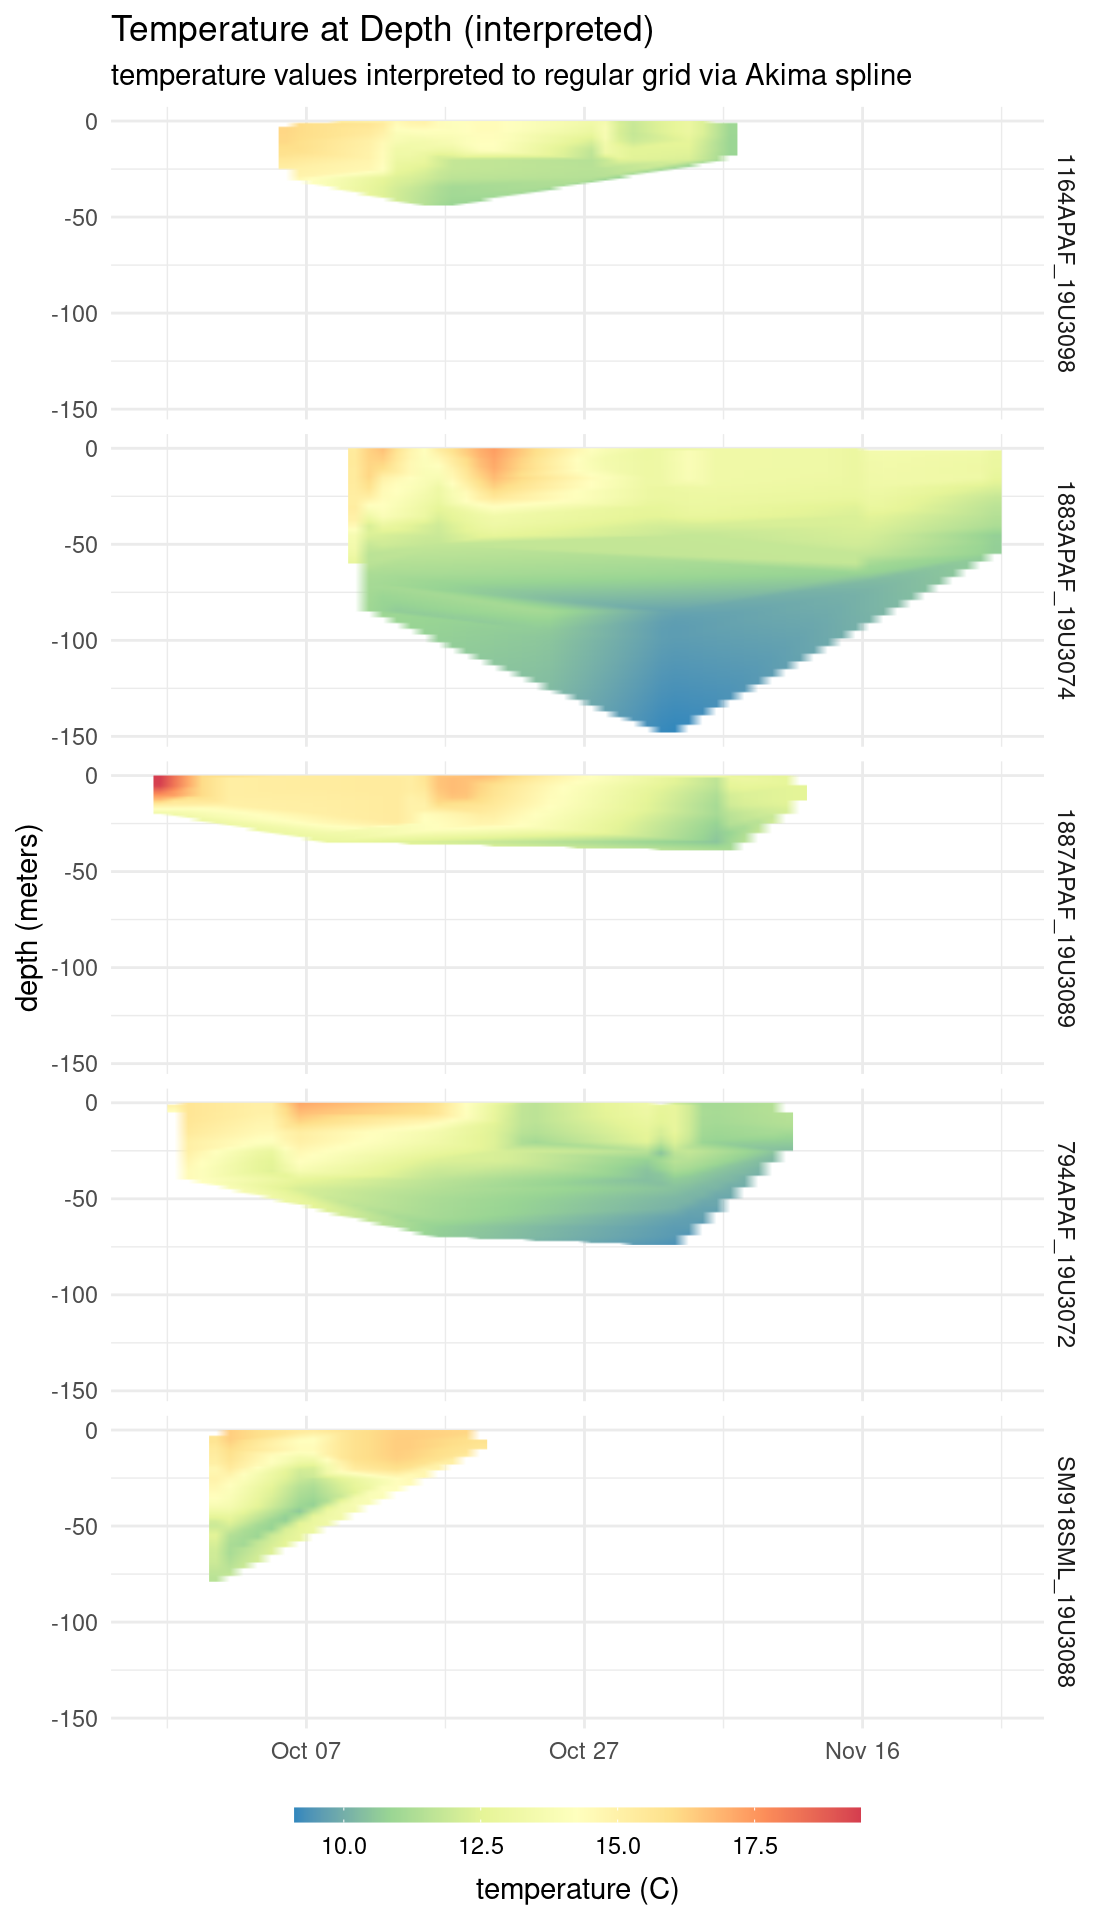 Temperature at Depth (interpreted)
temperature values interpreted to regular grid via Akima spline
0
-50
-100
-150
1164APAF_19U3098
0
-50
-100
-150
1883APAF_19U3074
0
-50
-100
-150
1887APAF_19U3089
0
-50
-100
-150
794APAF_19U3072
0
-50
-100
-150
SM918SML_19U3088
depth (meters)
Oct 07
Oct 27
Nov 16
10.0
12.5
15.0
17.5
temperature (C)